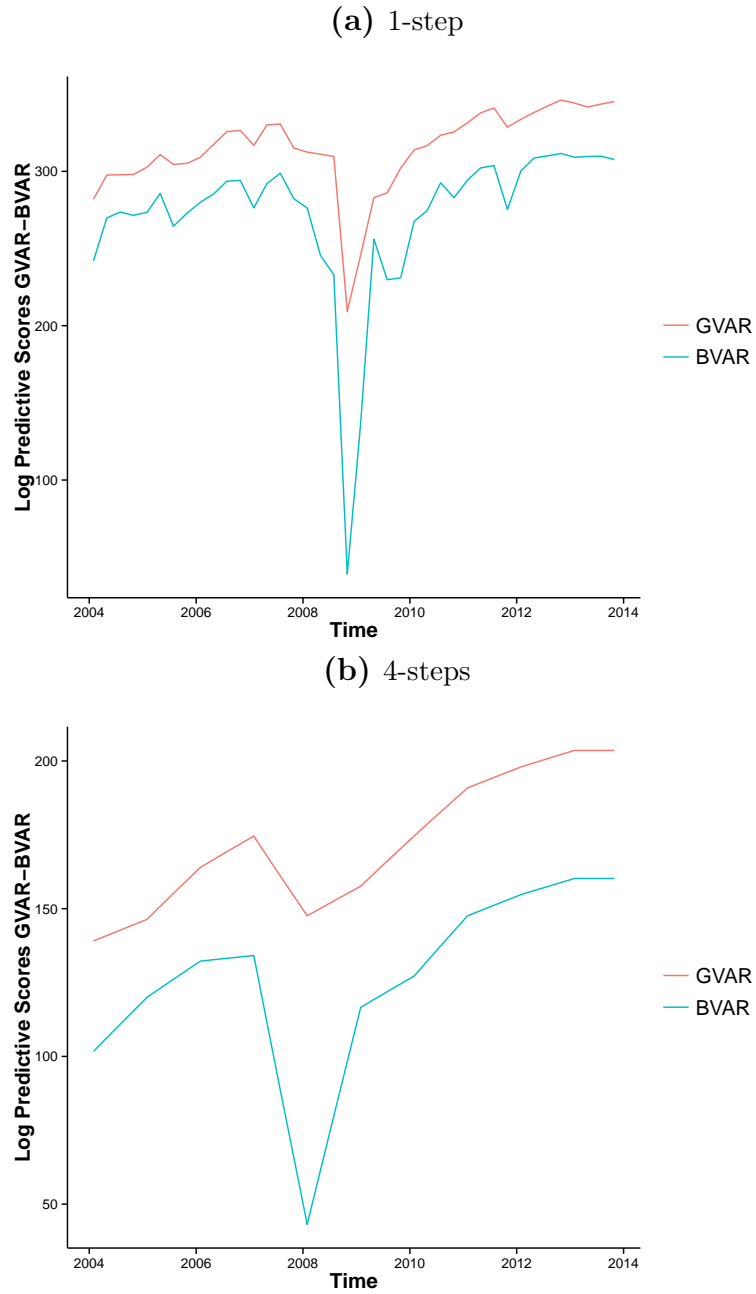 (a) 1-step
Log Predictive Scores GVAR−BVAR
300
200
100
2004 2006 2008 2010 2012 2014
Time
GVAR
BVAR
(b) 4-steps
Log Predictive Scores GVAR−BVAR
200
150
100
50
2004 2006 2008 2010 2012 2014
Time
GVAR
BVAR